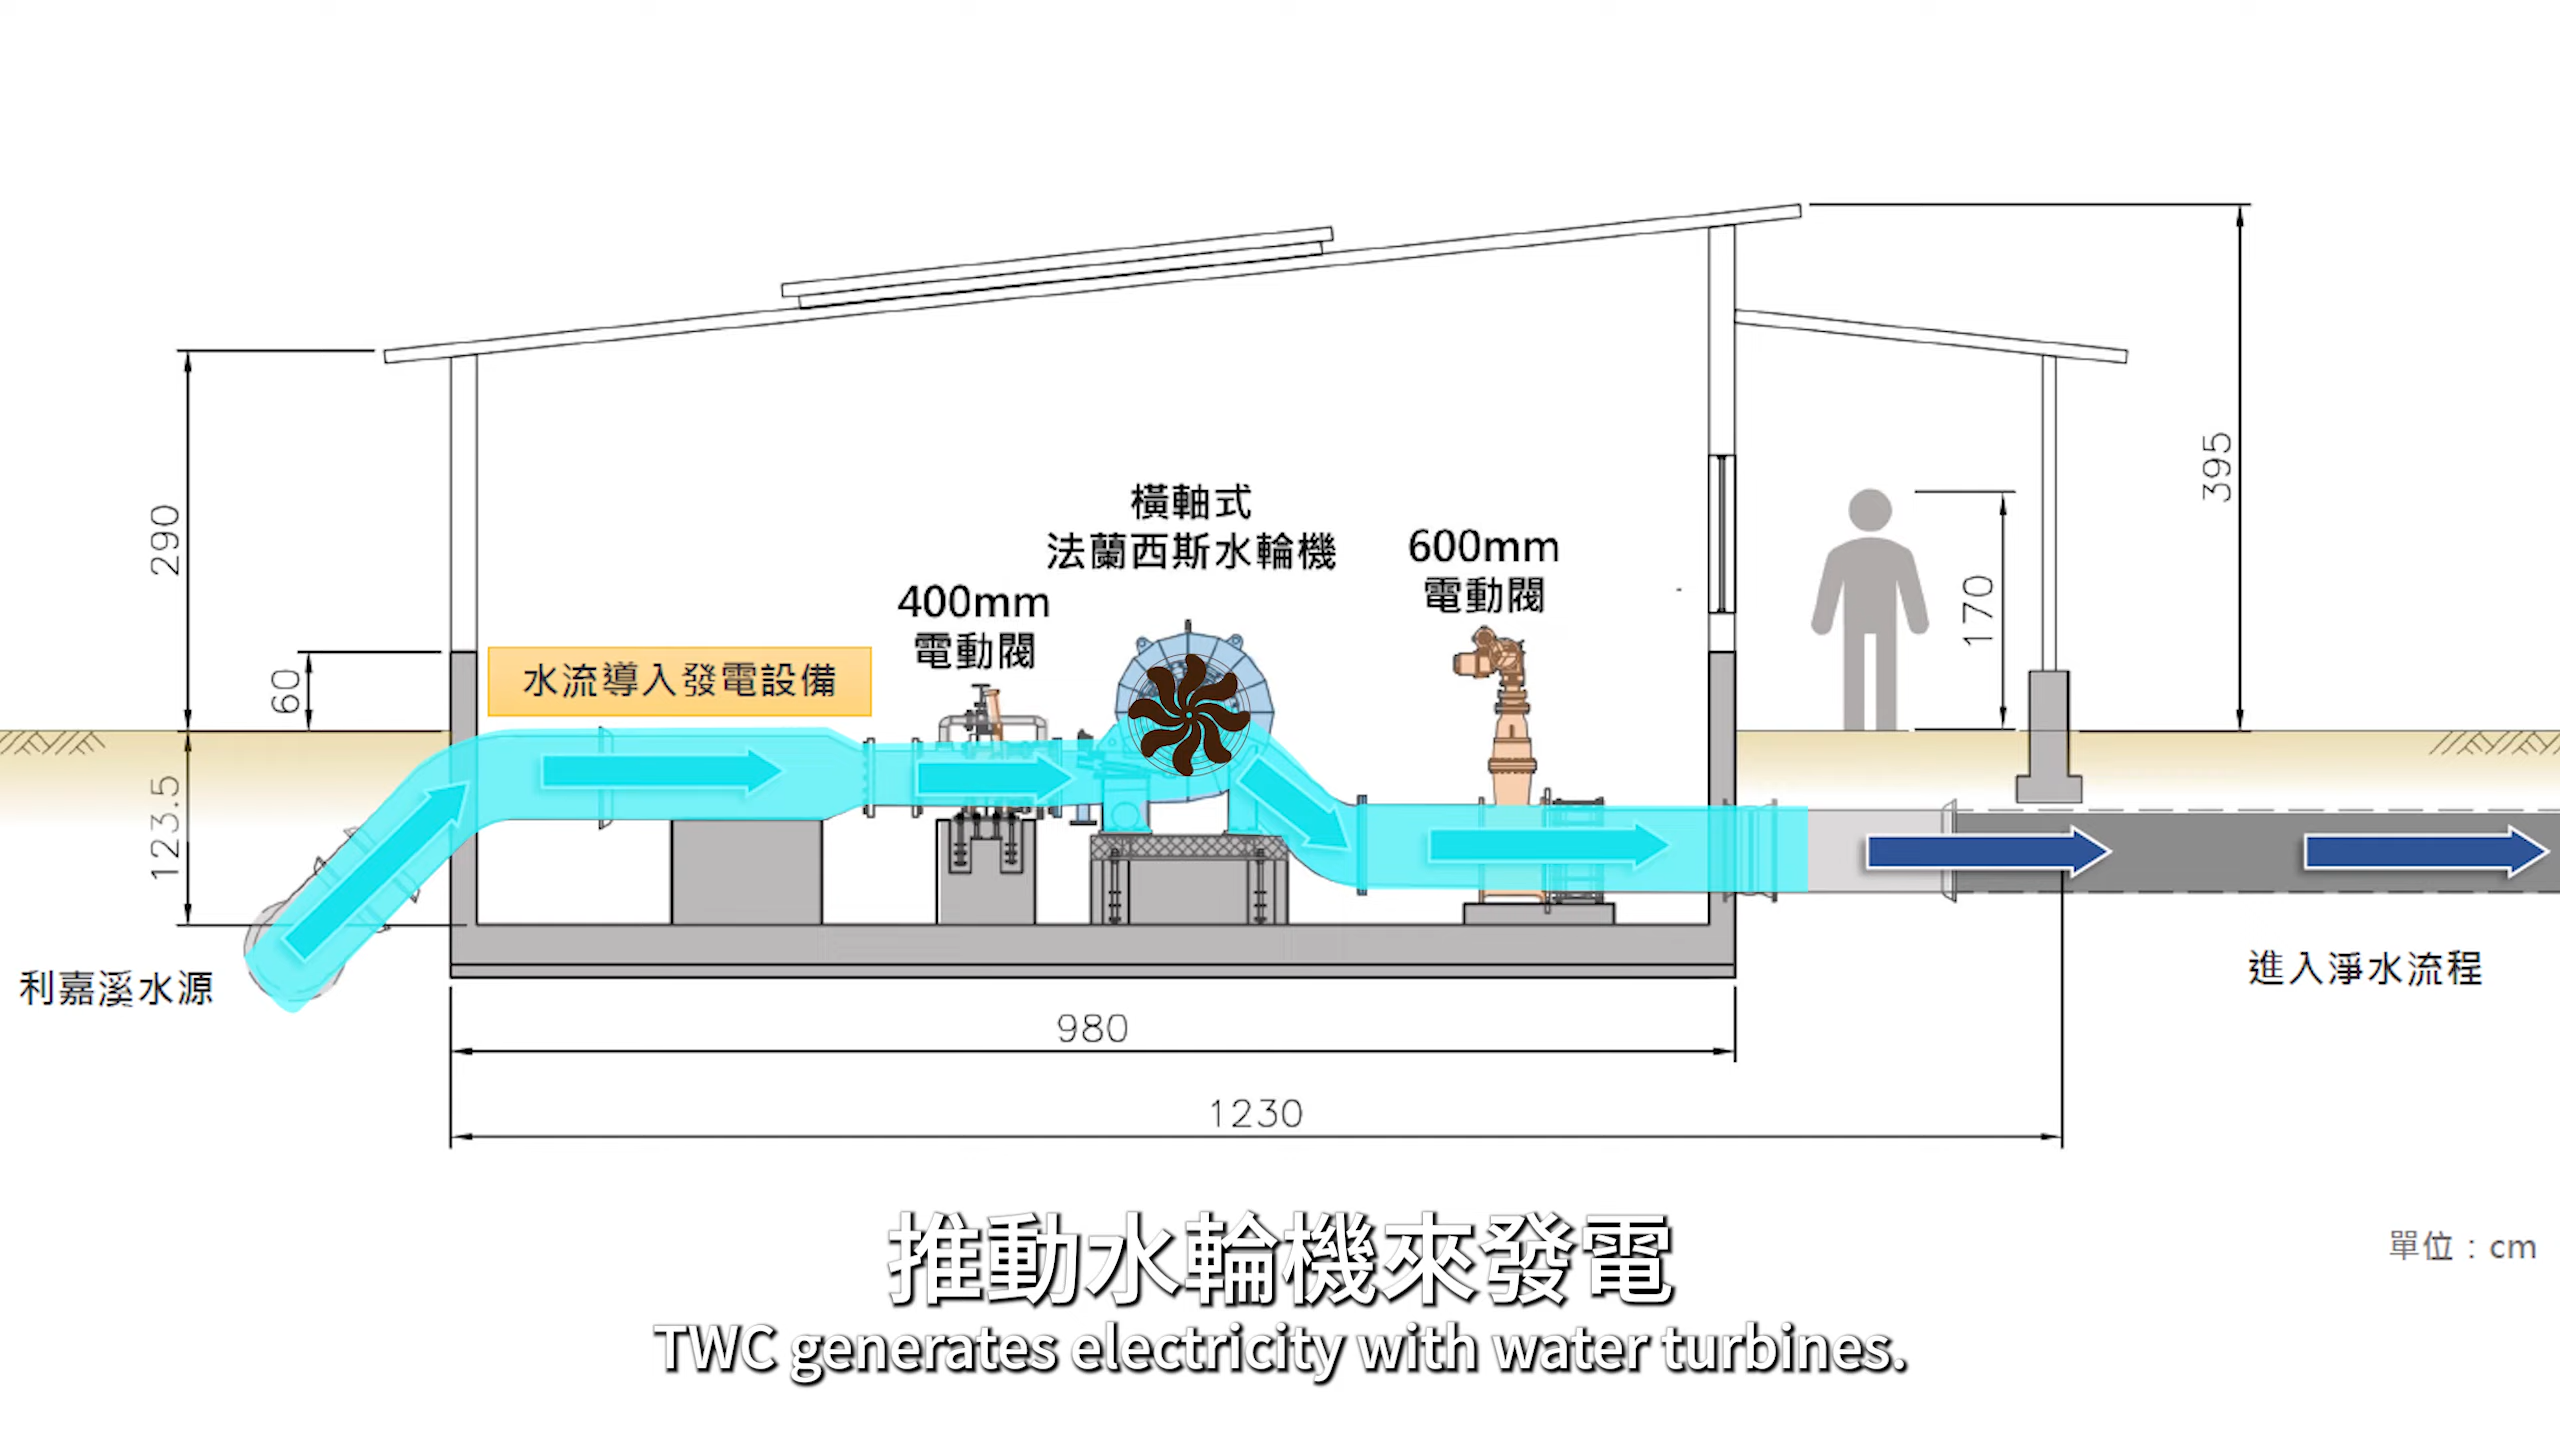 395
290
橫軸式
法蘭西斯水輪機
600mm
電動閥
400mm
電動閥
170
60
水流導入發電設備
123.5
利嘉溪水源
進入淨水流程
980
1230
推動水輪機來發電
單位：cm
TWC generates electricity with water turbines.